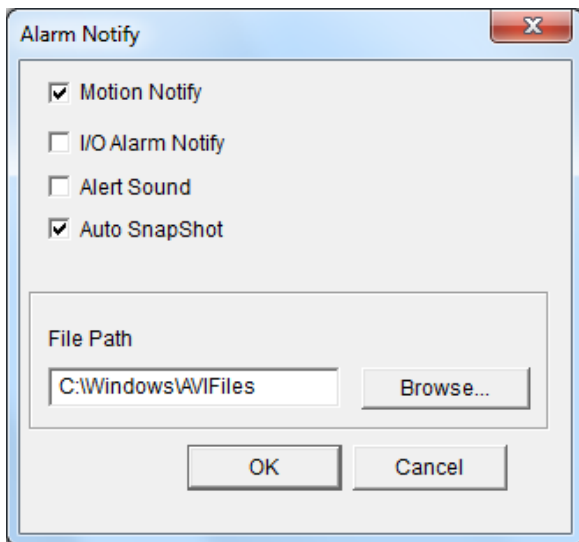 Alarm Notify
Motion Notify
I/O Alarm Notify
Alert Sound
Auto SnapShot
File Path
C:\Windows\AVIFiles
Browse...
OK
Cancel